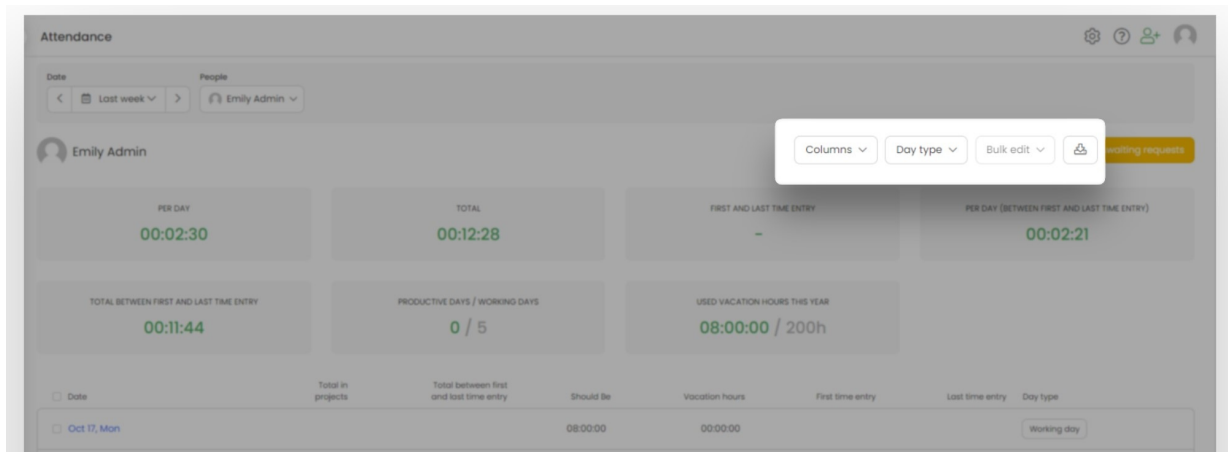 Attendance
Date
People
Last week
Emily Admin
Emily Admin
Columns
Day type
Bulk edit
waiting requests
PER DAY
TOTAL
FIRST AND LAST TIME ENTRY
PER DAY (BETWEEN FIRST AND LAST TIME ENTRY)
00:02:30
00:12:28
-
00:02:21
TOTAL BETWEEN FIRST AND LAST TIME ENTRY
PRODUCTIVE DAYS / WORKING DAYS
USED VACATION HOURS THIS YEAR
00:11:44
0 / 5
08:00:00 / 200h
Date
Total in
projects
Total between first
and last time entry
Should Be
Vacation hours
First time entry
Last time entry
Day type
Oct 17, Mon
08:00:00
00:00:00
Working day